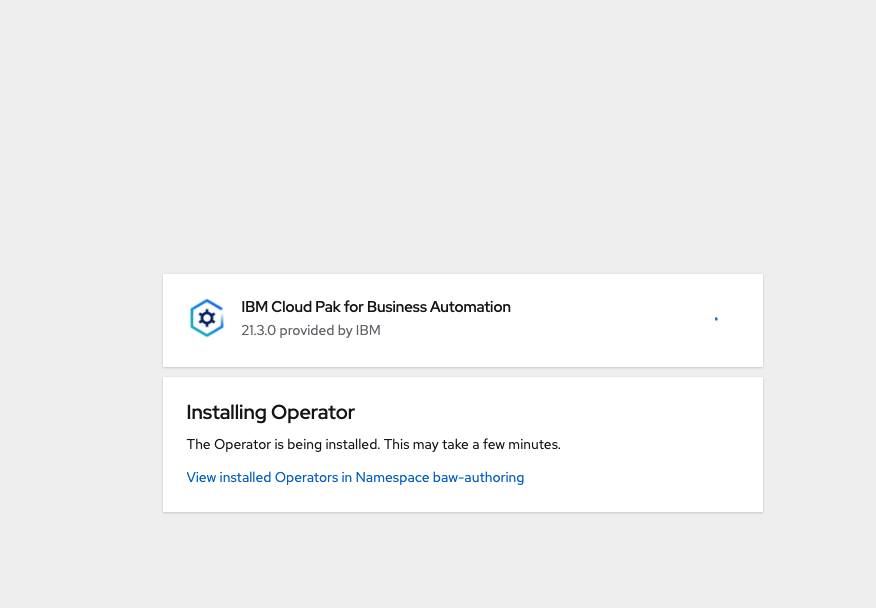 IBM Cloud Pak for Business Automation
21.3.0 provided by IBM
Installing Operator
The Operator is being installed. This may take a few minutes.
View installed Operators in Namespace baw-authoring